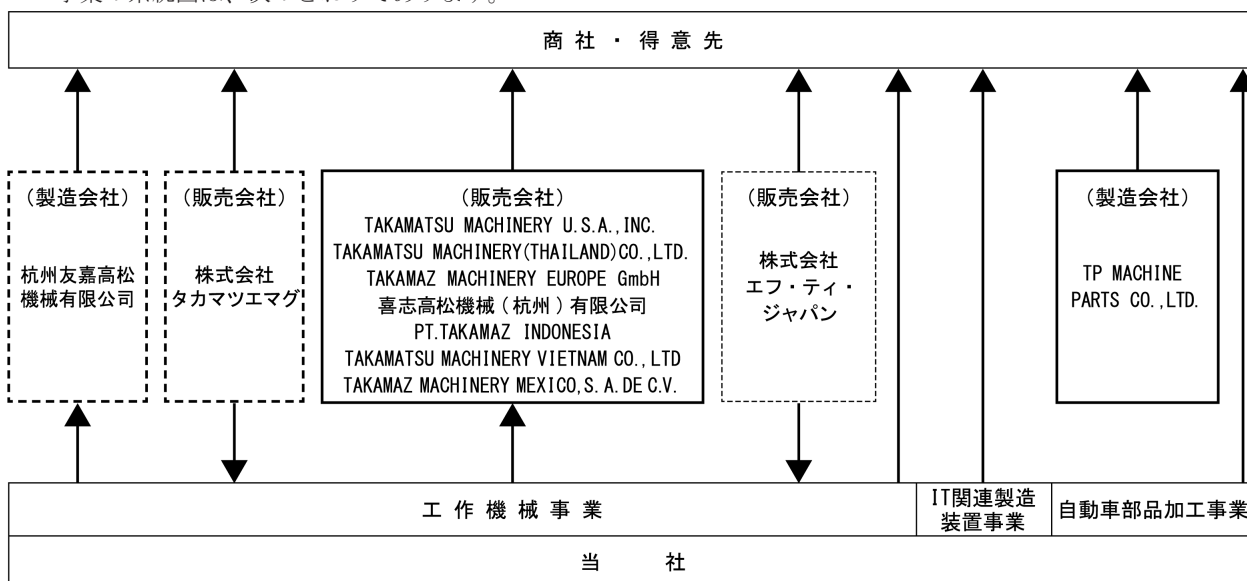 事業の系統図は、次のとおりであります。
商社・得意先
(製造会社)
杭州友嘉高松
機械有限公司
(販売会社)
株式会社
タカマツエマグ
(販売会社)
TAKAMATSU MACHINERY U.S.A.,INC.
TAKAMATSU MACHINERY(THAILAND)CO.,LTD.
TAKAMAZ MACHINERY EUROPE GmbH
喜志高松機械(杭州)有限公司
PT.TAKAMAZ INDONESIA
TAKAMATSU MACHINERY VIETNAM CO.,LTD
TAKAMAZ MACHINERY MEXICO,S.A.DE C.V.
(販売会社)
株式会社
エフ・ティ・
ジャパン
(製造会社)
TP MACHINE
PARTS CO.,LTD.
工作機械事業
IT関連製造
装置事業
自動車部品加工事業
当社